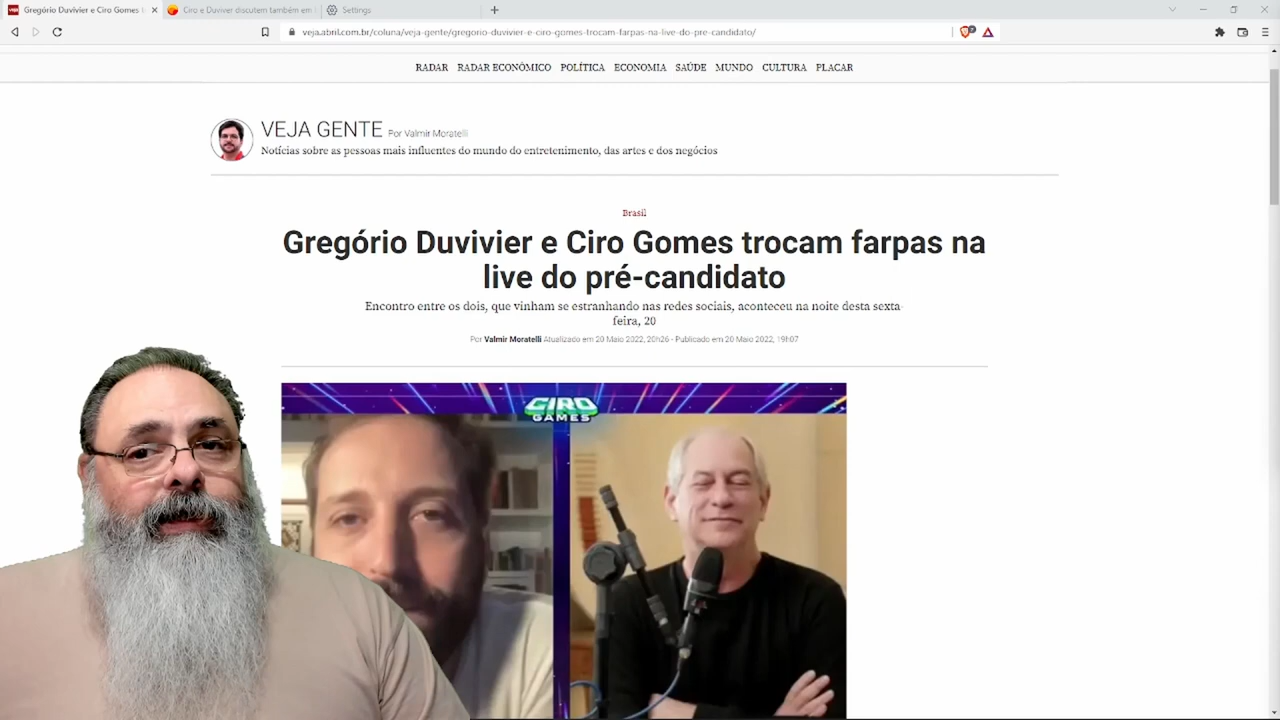 Gregório Duvivier e Ciro Gomes t
Ciro e Duviver discutem também em
Settings
veja.abril.com.br/coluna/veja-gente/gregorio-duvivier-e-ciro-gomes-trocam-farpas-na-live-do-pre-candidato/
RADAR RADAR ECONÔMICO POLÍTICA ECONOMIA SAÚDE MUNDO CULTURA PLACAR
VEJA GENTE Por Valmir Moratelli
Notícias sobre as pessoas mais influentes do mundo do entretenimento, das artes e dos negócios
Brasil
Gregório Duvivier e Ciro Gomes trocam farpas na
live do pré-candidato
Encontro entre os dois, que vinham se estranhando nas redes sociais, aconteceu na noite desta sexta-
feira, 20
Por Valmir Moratelli Atualizado em 20 Maio 2022, 20h26 - Publicado em 20 Maio 2022, 19h07
CIRO
GAMES